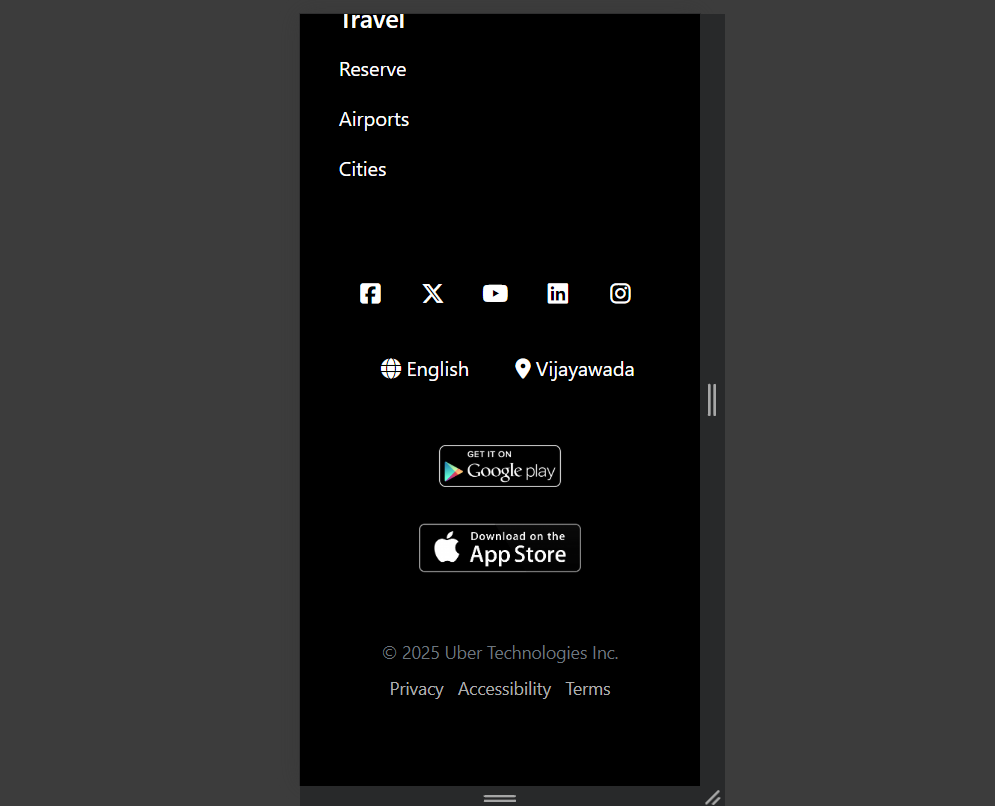 Travel
Reserve
Airports
Cities
English Vijayawada
GET IT ON
Google play
Download on the
App Store
© 2025 Uber Technologies Inc.
Privacy Accessibility Terms